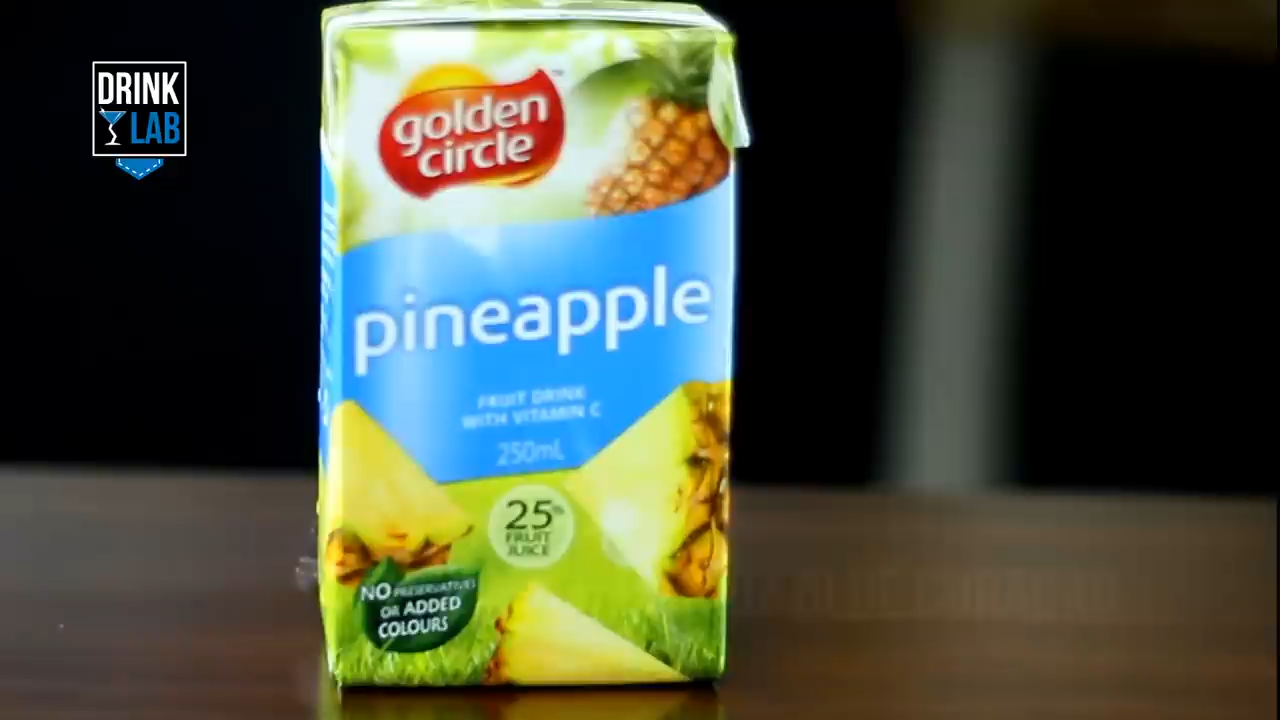 DRINK
LAB
golden
circle
pineapple
FRUIT DRINK
WITH VITAMIN C
250mL
25%
FRUIT
JUICE
NO PRESERVATIVES
OR ADDED
COLOURS